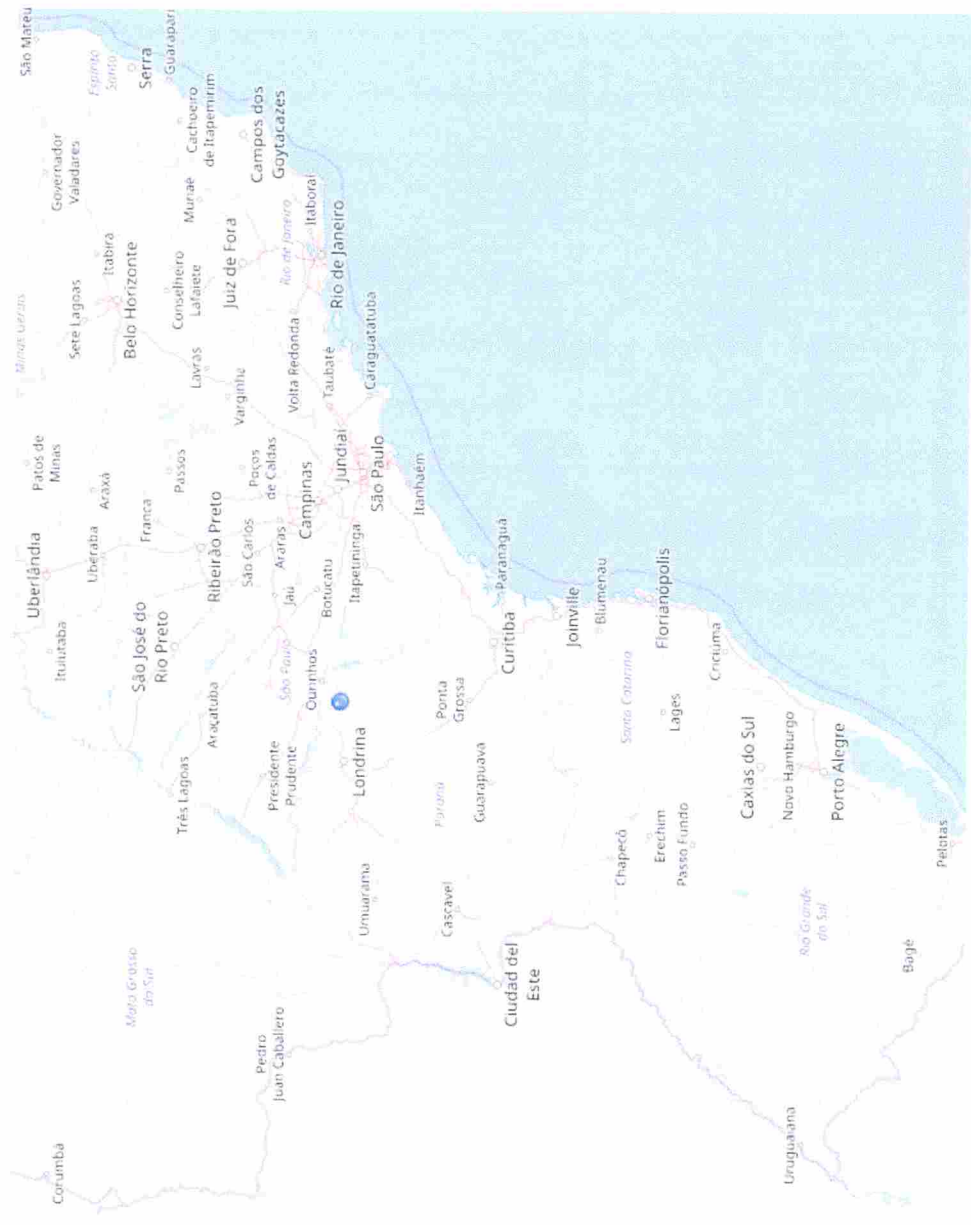 Corumbá
Uberlândia
Patos de
Minas
Minas Gerais
São Mateu
Ituiutaba
Governador
Valadares
Uberaba
Araxá
Sete Lagoas
Itabira
Espírito
Santo
Mato Grosso
do Sul
São José do
Rio Preto
Franca
Belo Horizonte
Serra
Guarapari
Passos
Conselheiro
Lafaiete
Três Lagoas
Araçatuba
Ribeirão Preto
Lavras
Muriaé
Cachoeiro
de Itapemirim
São Carlos
Poços
de Caldas
Varginha
Juiz de Fora
Campos dos
Goytacazes
Pedro
Juan Caballero
Presidente
Prudente
São Paulo
Jaú
Araras
Campinas
Volta Redonda
Rio de Janeiro
Itaboraí
Ourinhos
Botucatu
Jundiaí
Taubaté
Rio de Janeiro
Londrina
Itapetininga
São Paulo
Caraguatatuba
Umuarama
Itanhaém
Cascavel
Paraná
Ponta
Grossa
Guarapuava
Curitiba
Paranaguá
Ciudad del
Este
Joinville
Blumenau
Santa Catarina
Chapecó
Florianópolis
Erechim
Passo Fundo
Lages
Criciúma
Caxias do Sul
Novo Hamburgo
Rio Grande
do Sul
Porto Alegre
Uruguaiana
Bagé
Pelotas